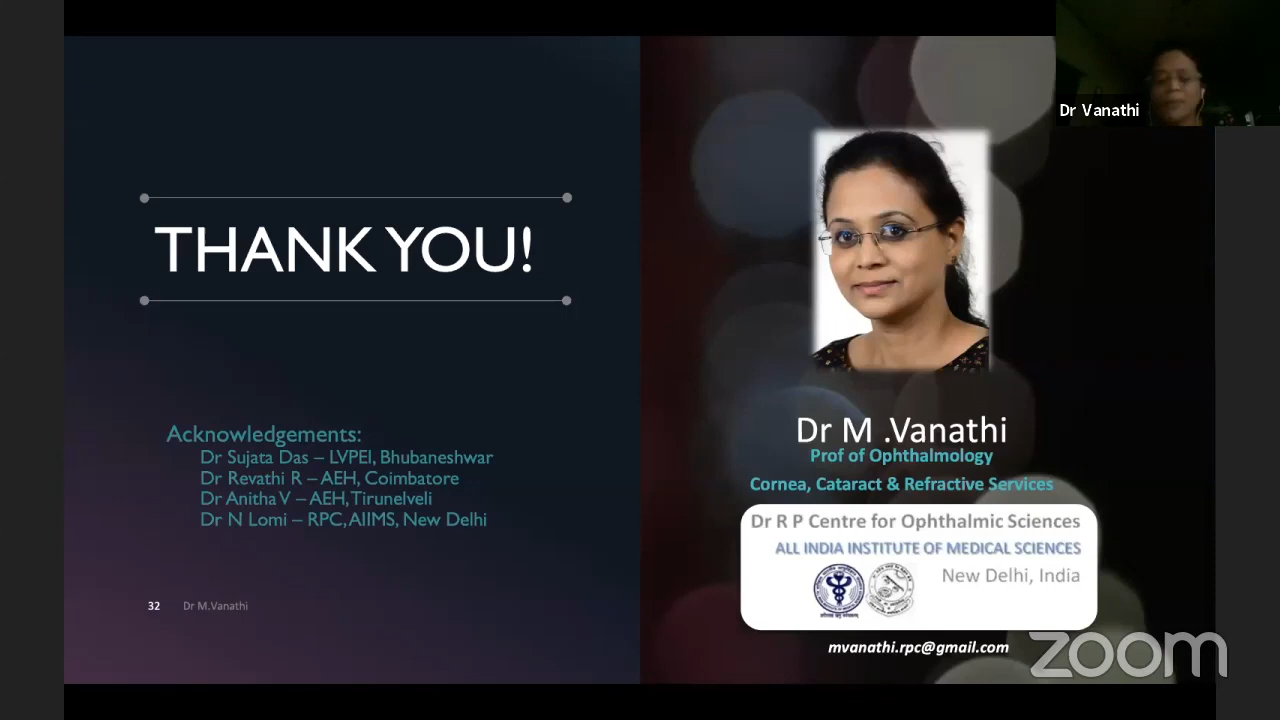 Dr Vanathi
THANK YOU!
Acknowledgements:
Dr Sujata Das – LVPEI, Bhubaneshwar
Dr Revathi R – AEH, Coimbatore
Dr Anitha V – AEH, Tirunelveli
Dr N Lomi – RPC, AIIMS, New Delhi
32 Dr M.Vanathi
Dr M .Vanathi
Prof of Ophthalmology
Cornea, Cataract & Refractive Services
Dr R P Centre for Ophthalmic Sciences
ALL INDIA INSTITUTE OF MEDICAL SCIENCES
New Delhi, India
mvanathi.rpc@gmail.com
zoom